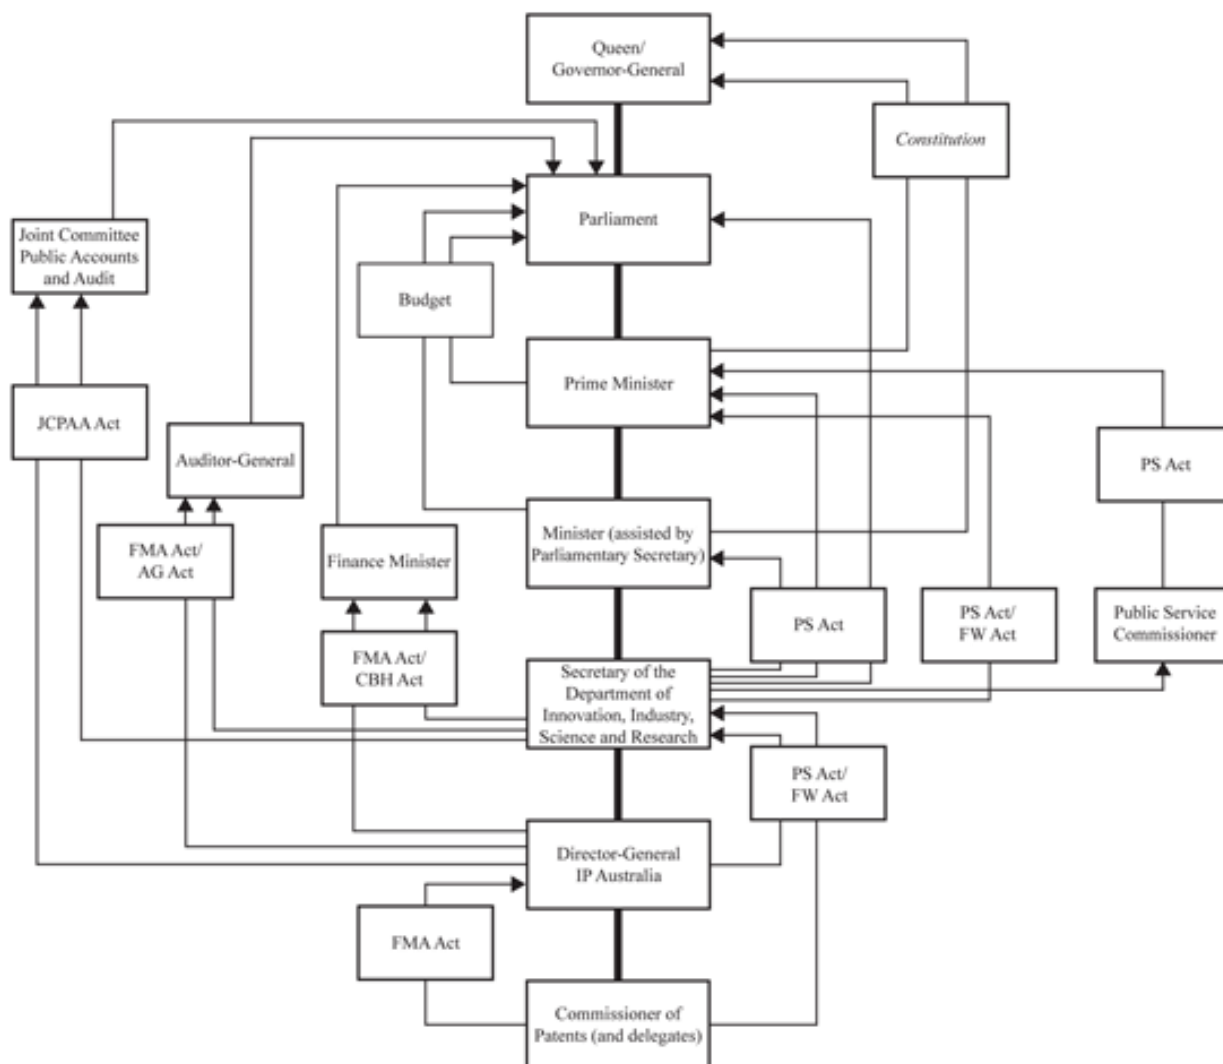 Queen/
Governor-General
Constitution
Parliament
Joint Committee
Public Accounts
and Audit
Budget
Prime Minister
JCPAA Act
Auditor-General
PS Act
FMA Act/
AG Act
Finance Minister
Minister (assisted by
Parliamentary Secretary)
PS Act
PS Act/
FW Act
Public Service
Commissioner
FMA Act/
CBH Act
Secretary of the
Department of
Innovation, Industry,
Science and Research
PS Act/
FW Act
Director-General
IP Australia
FMA Act
Commissioner of
Patents (and delegates)